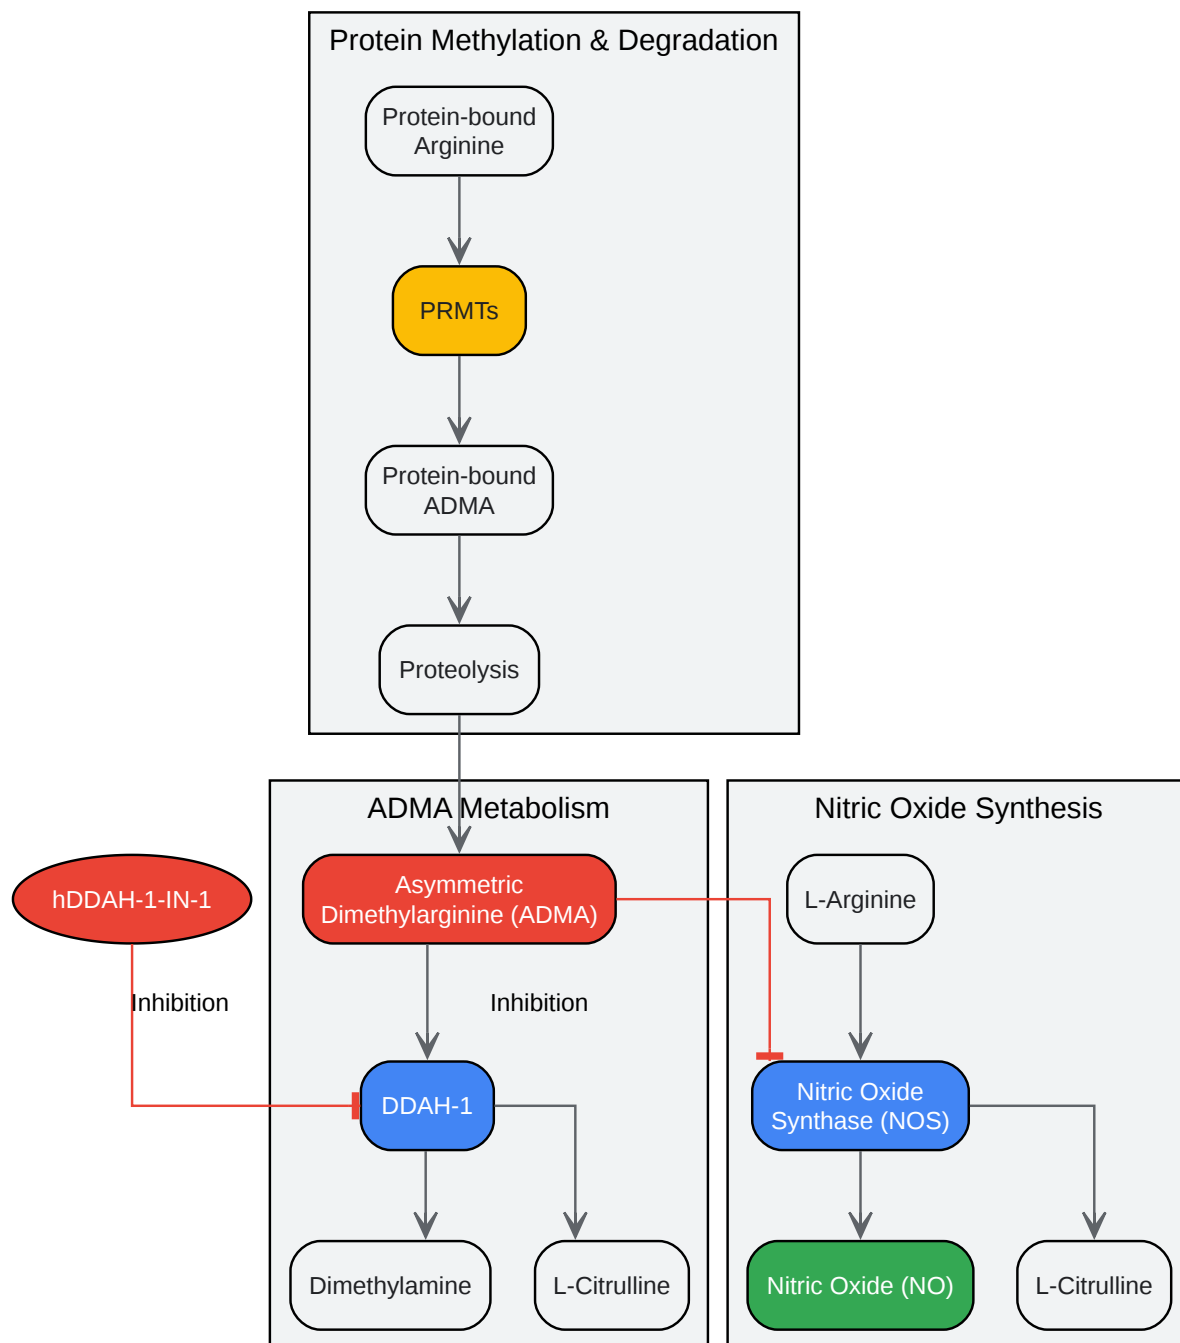 Protein Methylation & Degradation
Protein-bound
Arginine
PRMTs
Protein-bound
ADMA
Proteolysis
ADMA Metabolism
Nitric Oxide Synthesis
hDDAH-1-IN-1
Asymmetric
Dimethylarginine (ADMA)
L-Arginine
Inhibition
Inhibition
DDAH-1
Nitric Oxide
Synthase (NOS)
Dimethylamine
L-Citrulline
Nitric Oxide (NO)
L-Citrulline